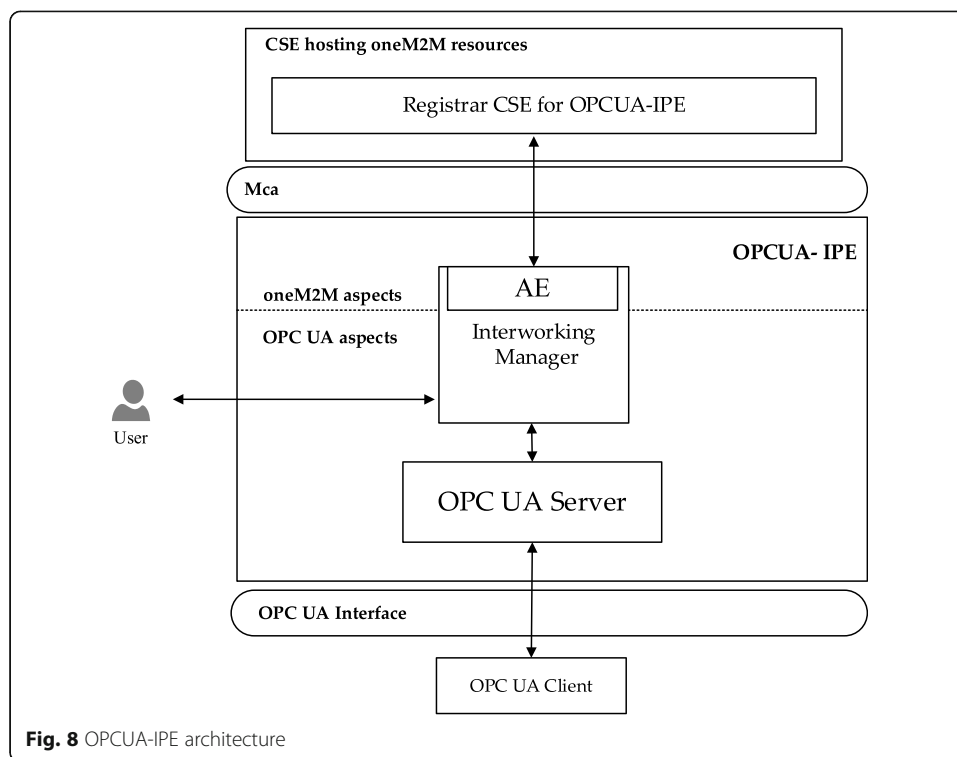 CSE hosting oneM2M resources
Registrar CSE for OPCUA-IPE
Mca
OPCUA- IPE
AE
oneM2M aspects
OPC UA aspects
Interworking
Manager
User
OPC UA Server
OPC UA Interface
OPC UA Client
Fig. 8 OPCUA-IPE architecture